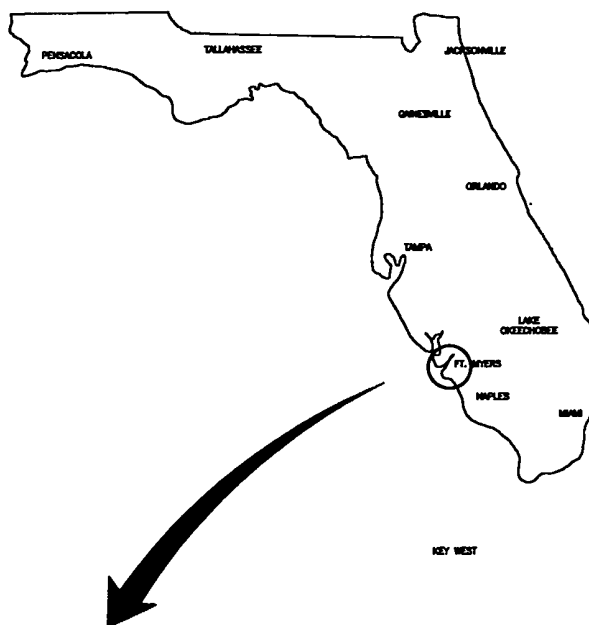 PENSACOLA
TALLAHASSEE
JACKSONVILLE
GAINESVILLE
ORLANDO
TAMPA
LAKE
OKEECHOBEE
FT. MYERS
NAPLES
MIAMI
KEY WEST